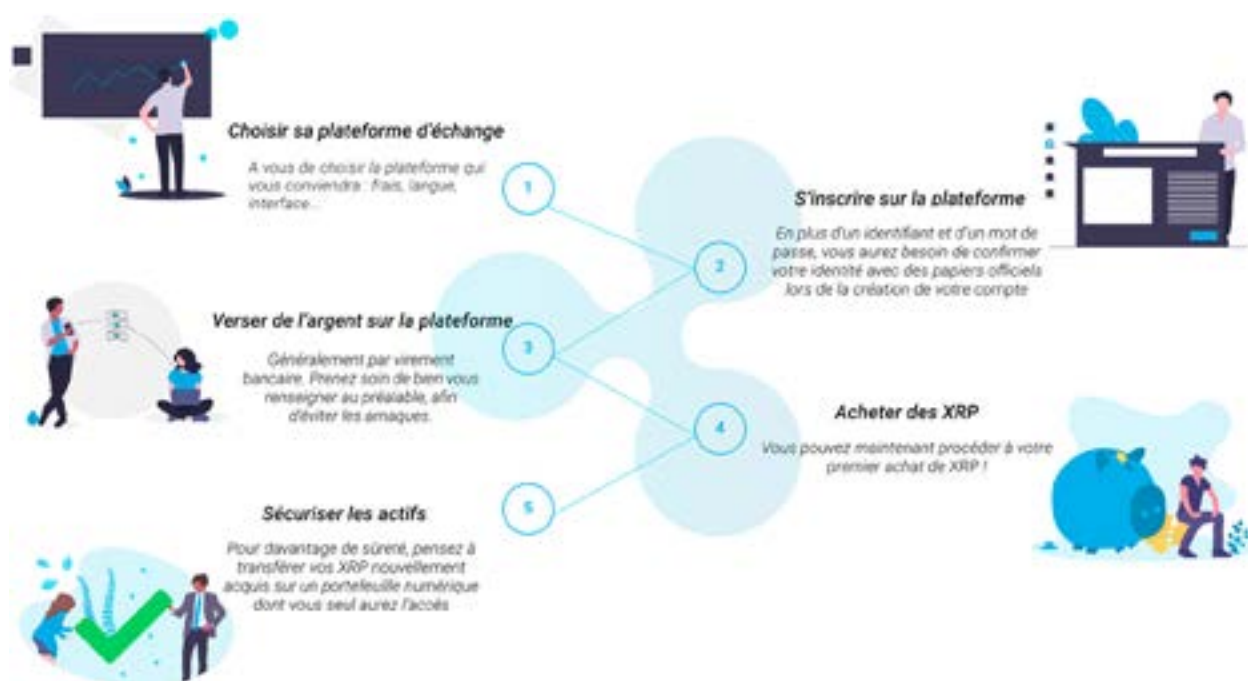 Choisir sa plateforme d'échange
A vous de choisir la plateforme qui
vous conviendra : frais, langue,
interface...
1
S'inscrire sur la plateforme
En plus d'un identifiant et d'un mot de
passe, vous aurez besoin de confirmer
votre identité avec des papiers officiels
lors de la création de votre compte
2
Verser de l'argent sur la plateforme
Généralement par virement
bancaire. Prenez soin de bien vous
renseigner au préalable, afin
d'éviter les arnaques.
3
Acheter des XRP
Vous pouvez maintenant procéder à votre
premier achat de XRP !
4
Sécuriser les actifs
Pour davantage de sûreté, pensez à
transférer vos XRP nouvellement
acquis sur un portefeuille numérique
dont vous seul aurez l'accès
5